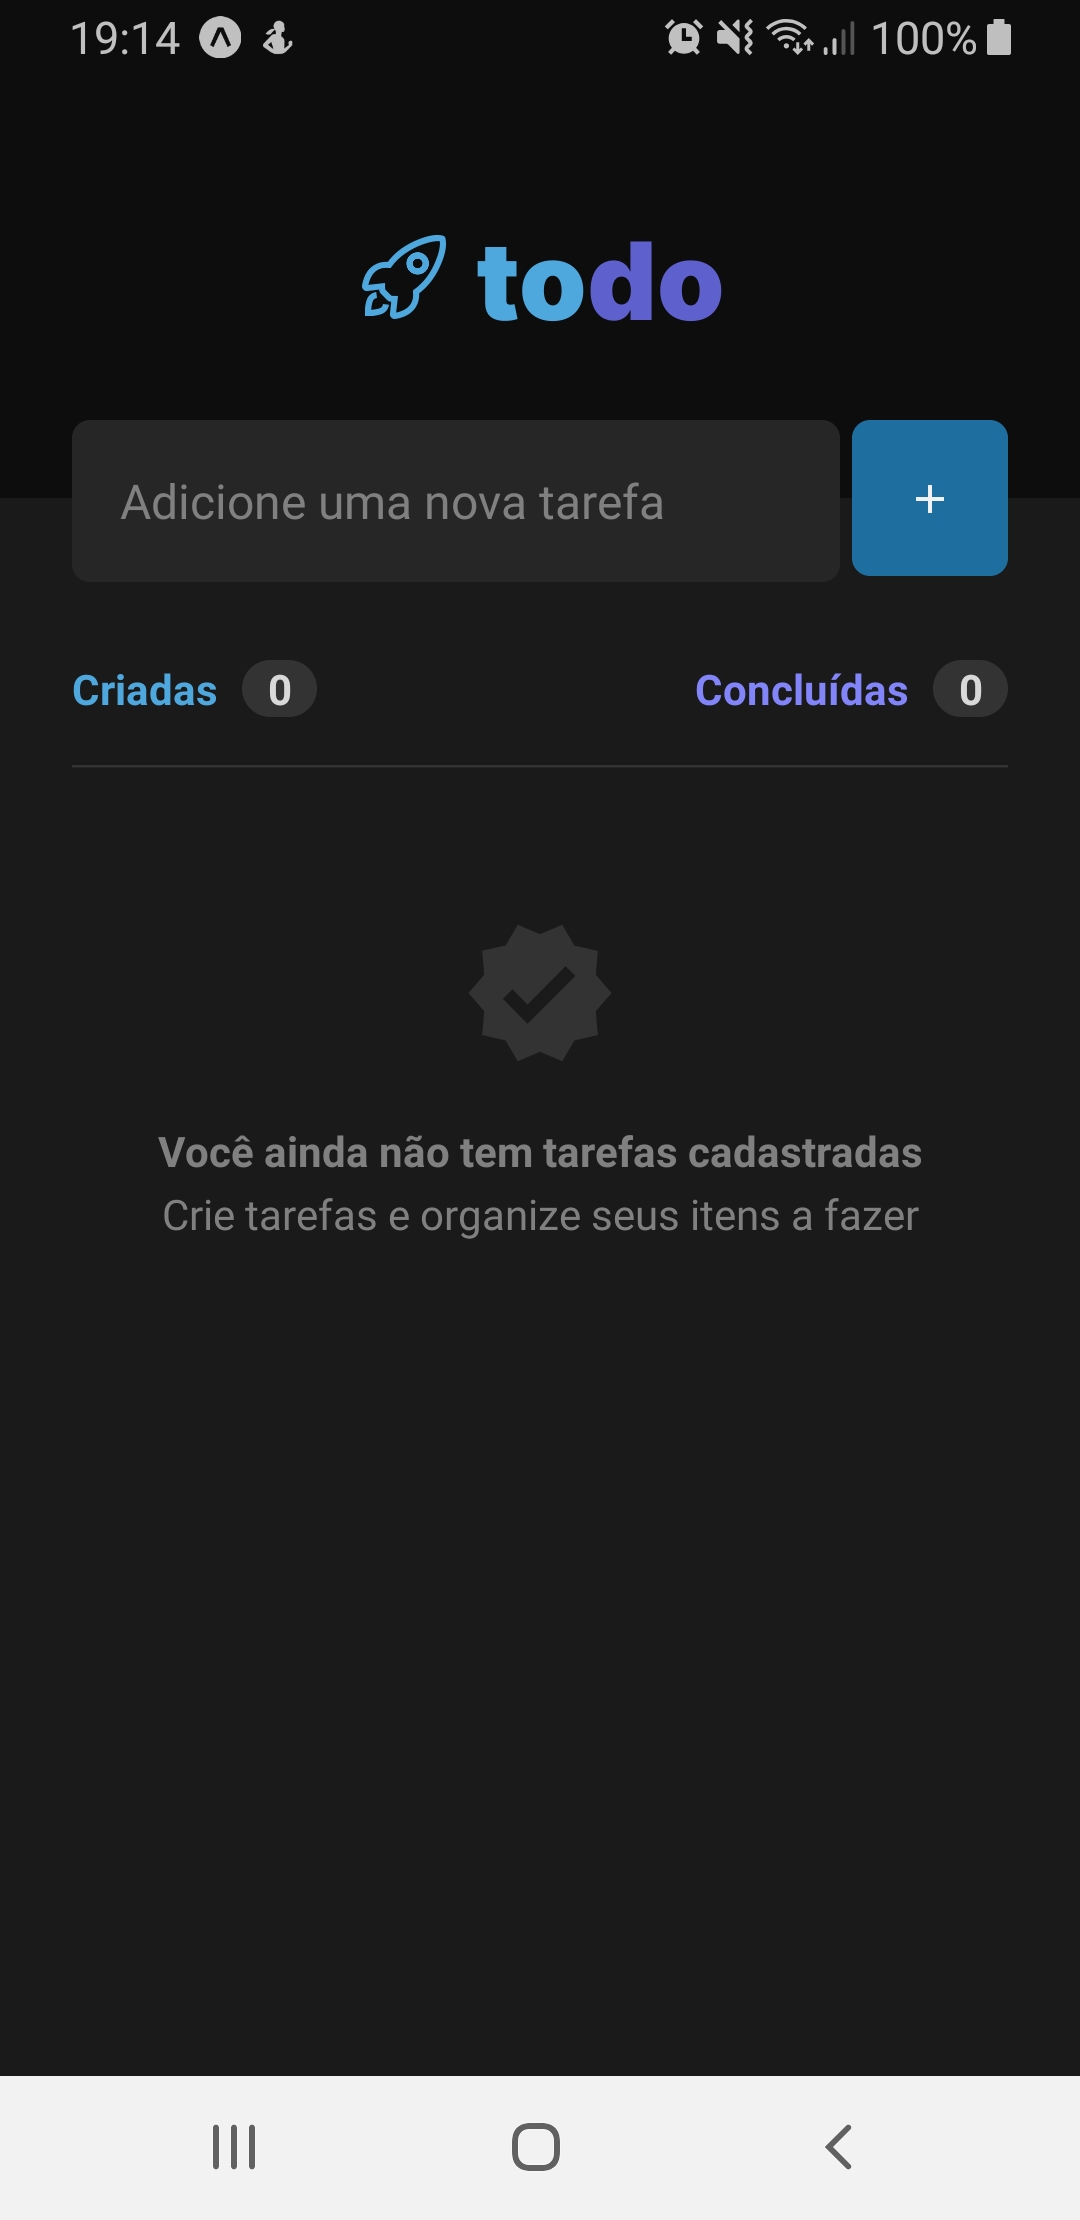 19:14 100%
todo
Adicione uma nova tarefa +
Criadas 0 Concluídas 0
Você ainda não tem tarefas cadastradas
Crie tarefas e organize seus itens a fazer